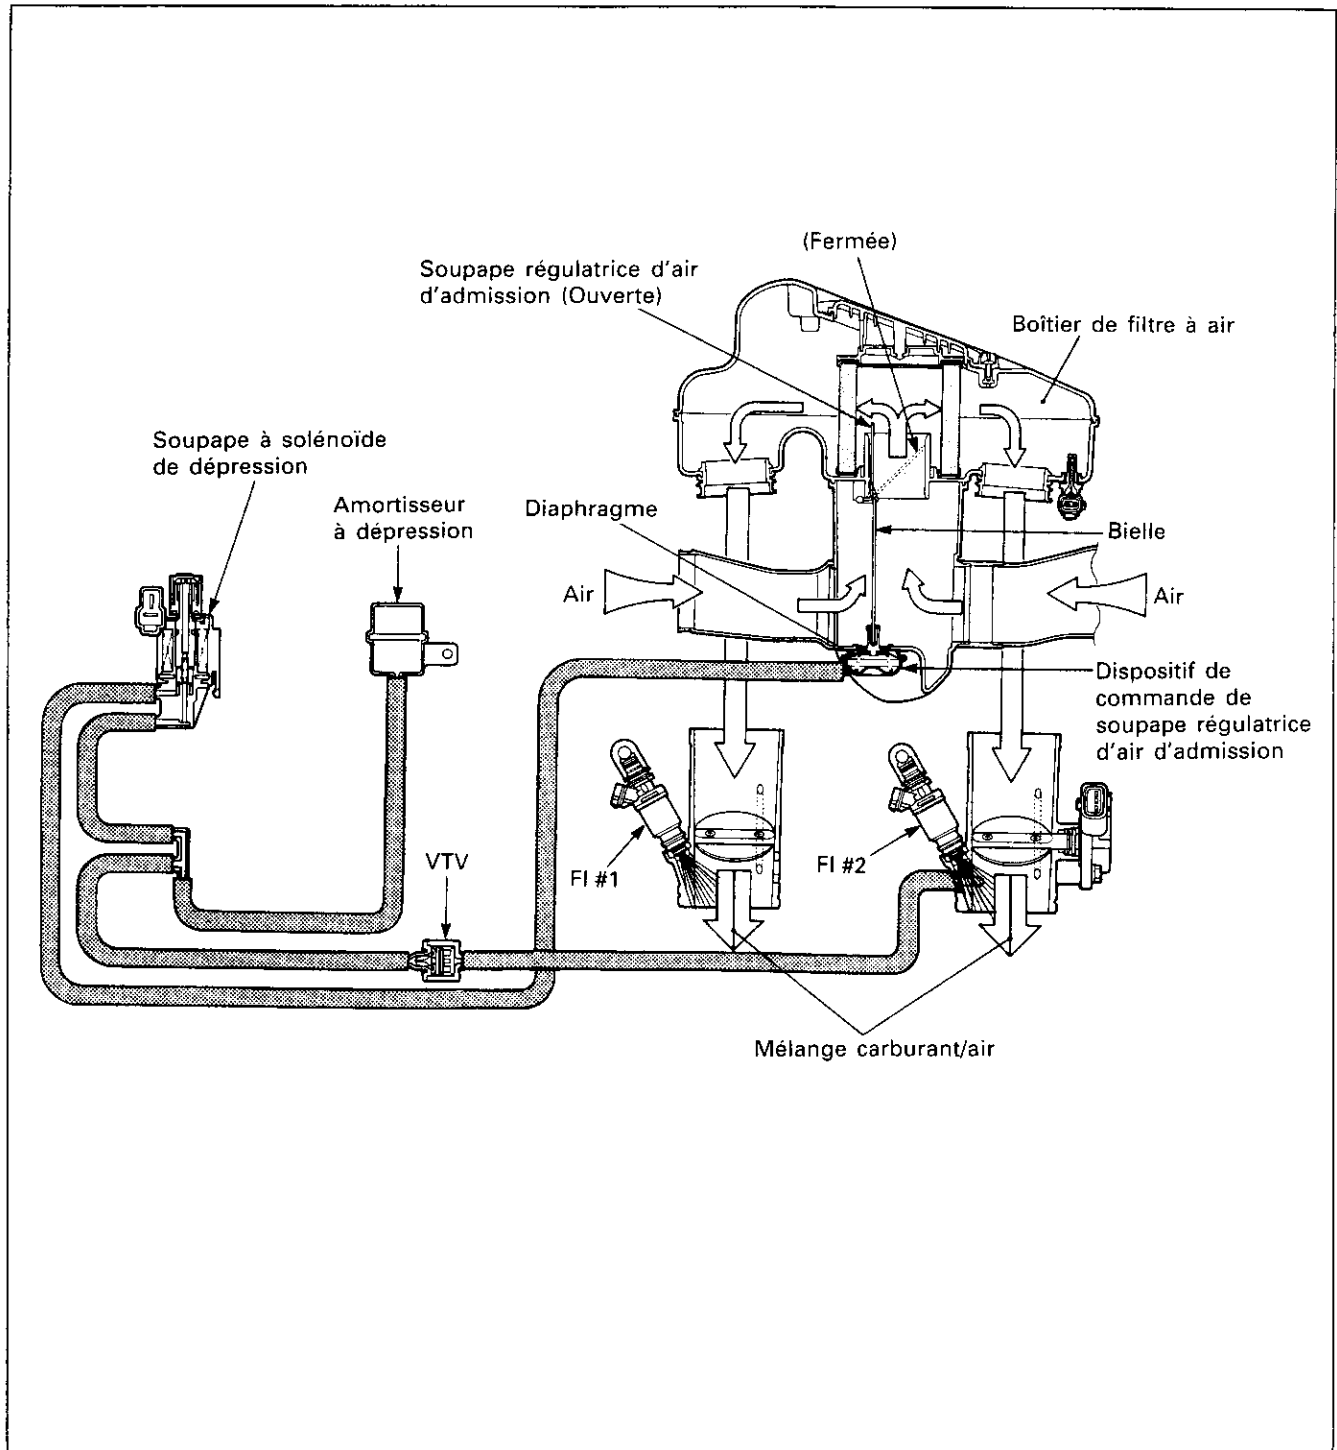 (Fermée)
Soupape régulatrice d'air
d'admission (Ouverte)
Boîtier de filtre à air
Soupape à solénoïde
de dépression
Amortisseur
à dépression
Diaphragme
Bielle
Air
Air
Dispositif de
commande de
soupape régulatrice
d'air d'admission
FI #1
FI #2
VTV
Mélange carburant/air